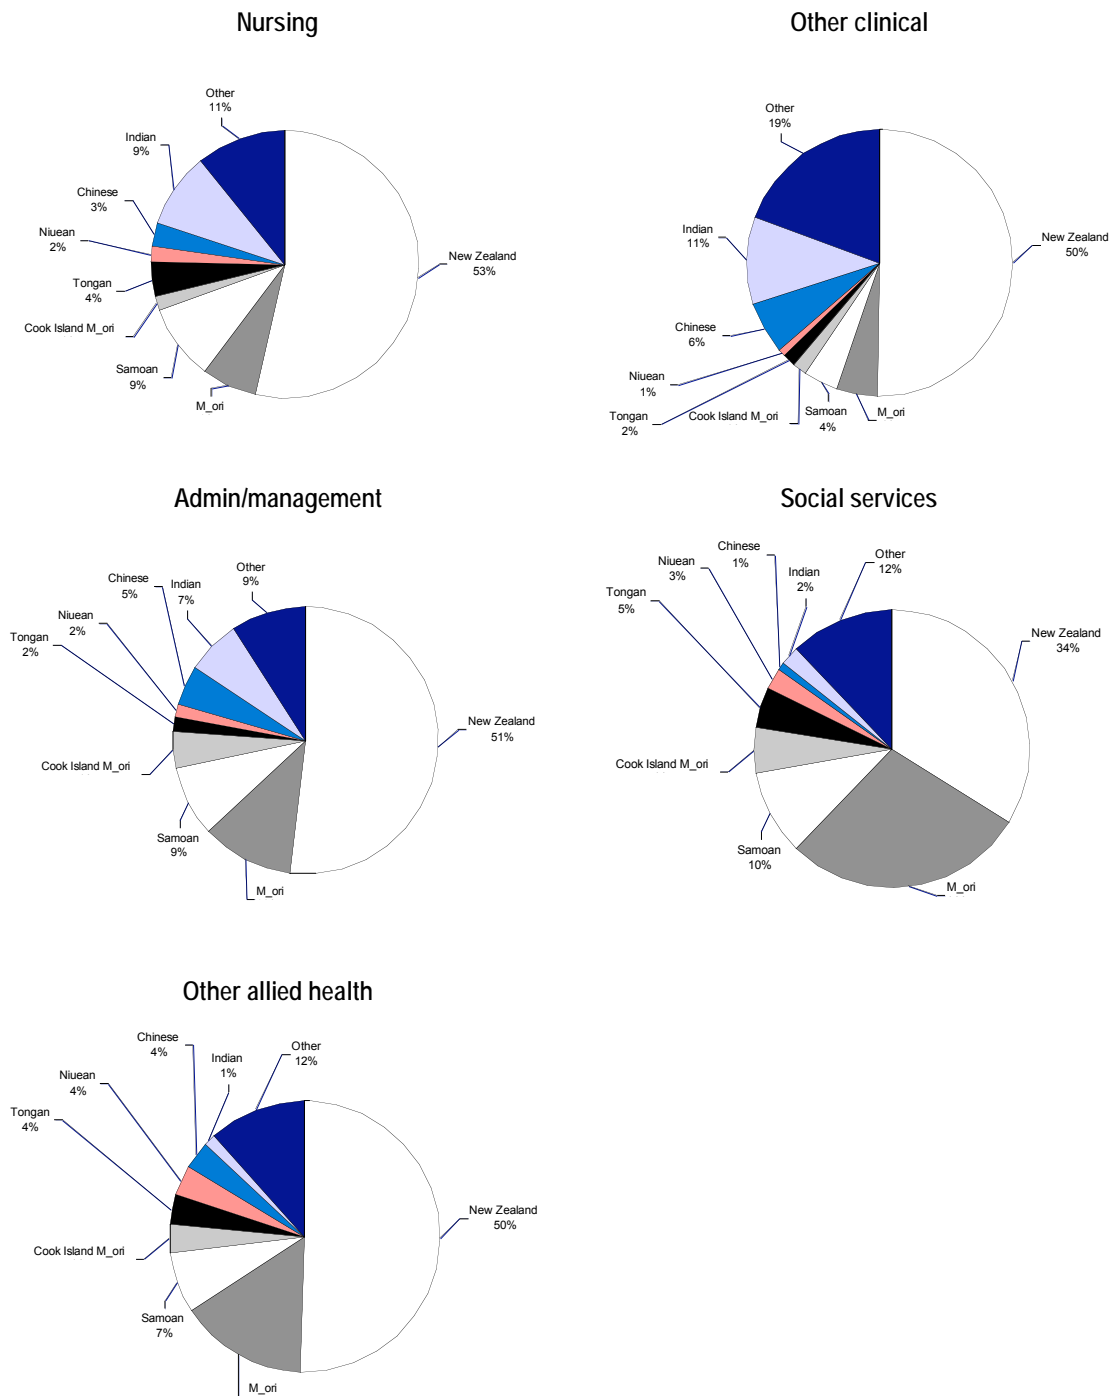 Nursing
Other
11%
Indian
9%
Chinese
3%
Niuean
2%
Tongan
4%
Cook Island M_ori
Samoan
9%
M_ori
New Zealand
53%
Other clinical
Other
19%
Indian
11%
Chinese
6%
Niuean
1%
Tongan
2%
Cook Island M_ori
Samoan
4%
M_ori
New Zealand
50%
Admin/management
Other
9%
Indian
7%
Chinese
5%
Niuean
2%
Tongan
2%
Cook Island M_ori
Samoan
9%
M_ori
New Zealand
51%
Social services
Other
12%
Indian
2%
Chinese
1%
Niuean
3%
Tongan
5%
Cook Island M_ori
Samoan
10%
M_ori
New Zealand
34%
Other allied health
Other
12%
Indian
1%
Chinese
4%
Niuean
4%
Tongan
4%
Cook Island M_ori
Samoan
7%
M_ori
New Zealand
50%